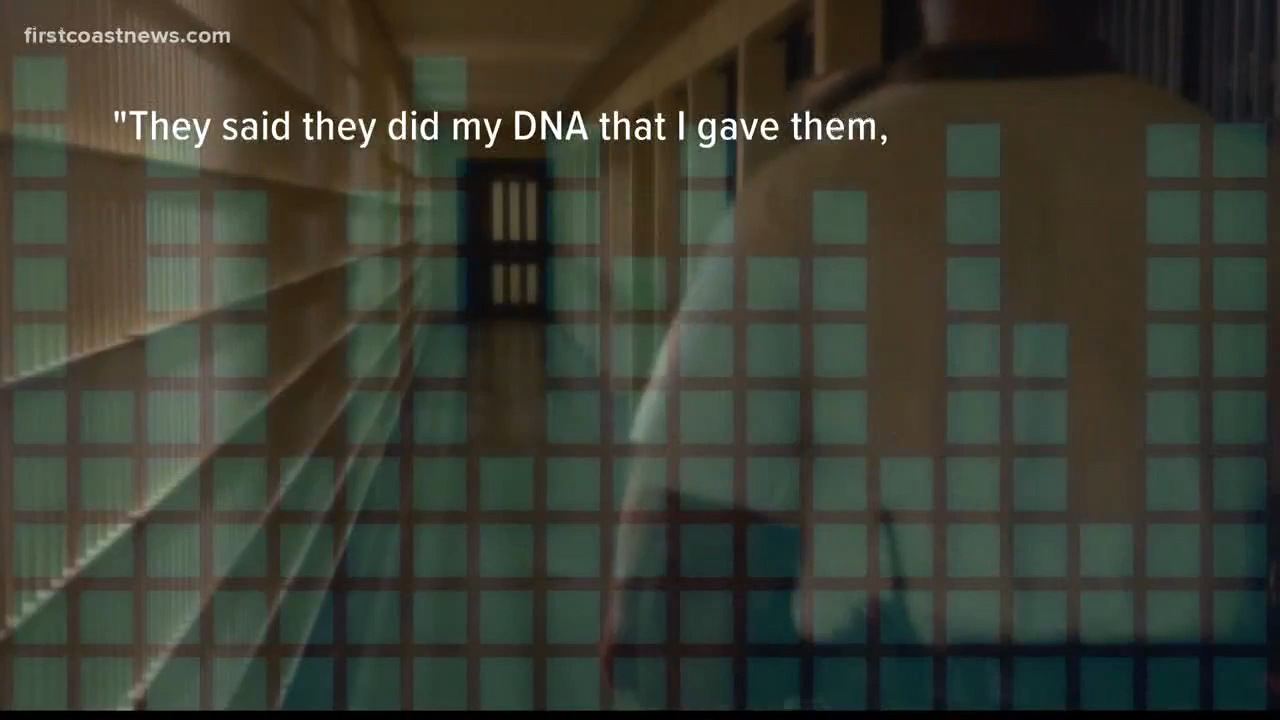 firstcoastnews.com
"They said they did my DNA that I gave them,